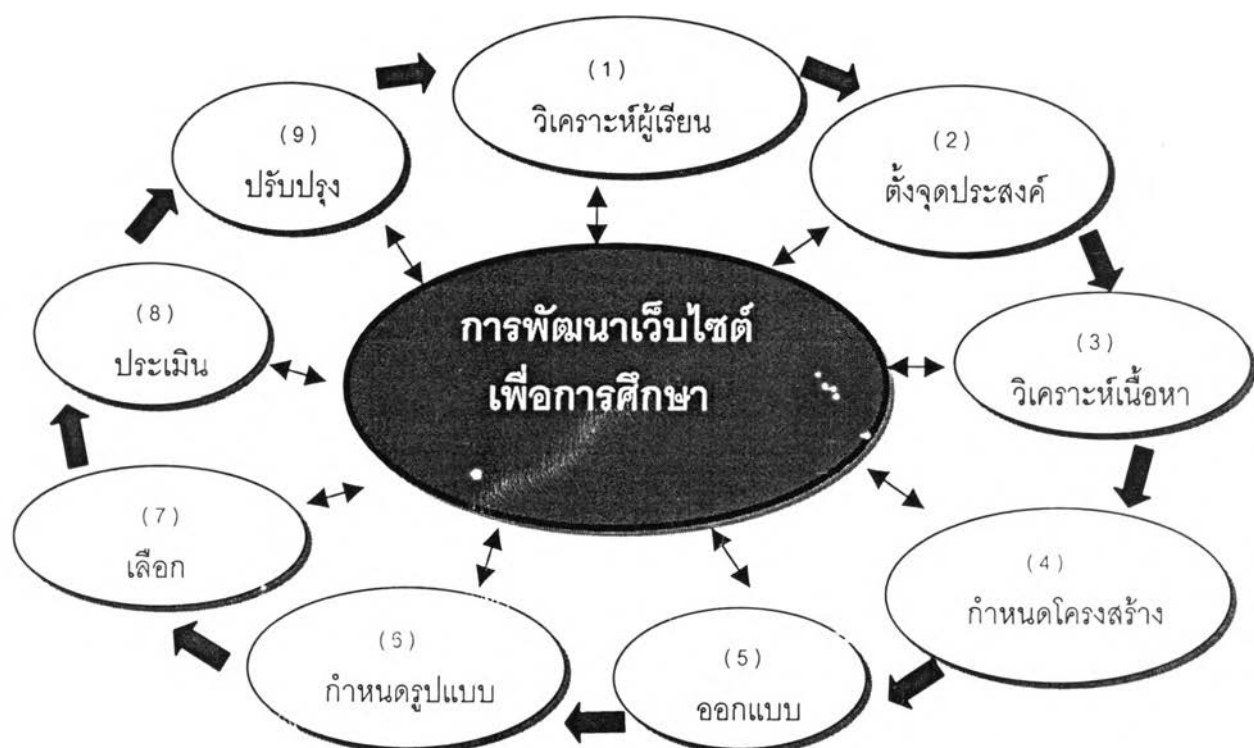 (1)
วิเคราะห์ผู้เรียน
(2)
ตั้งจุดประสงค์
(3)
วิเคราะห์เนื้อหา
(4)
กำหนดโครงสร้าง
(5)
ออกแบบ
(6)
กำหนดรูปแบบ
(7)
เลือก
(8)
ประเมิน
(9)
ปรับปรุง
การพัฒนาเว็บไซต์
เพื่อการศึกษา